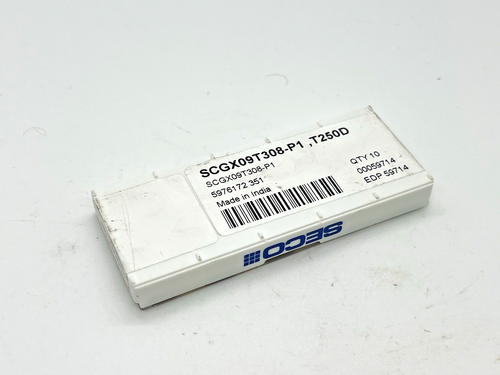 SCGX09T308-P1 ,T250D
SCGX09T308-P1
5976172 351
Made in India
QTY 10
00059714
EDP 59714
SECO